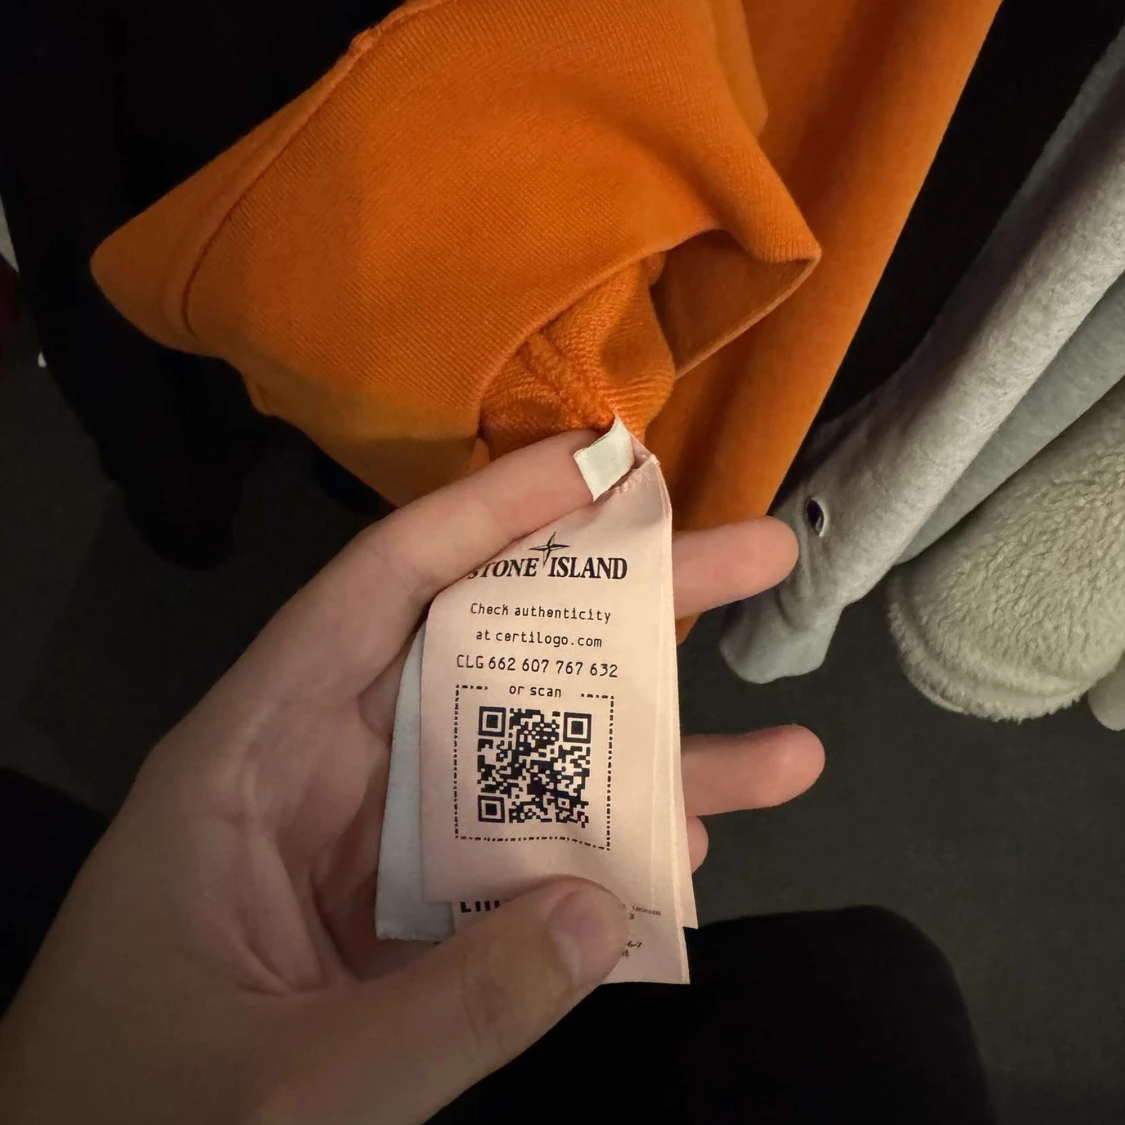 STONE ISLAND
Check authenticity
at certilogo.com
CLG 662 607 767 632
or scan